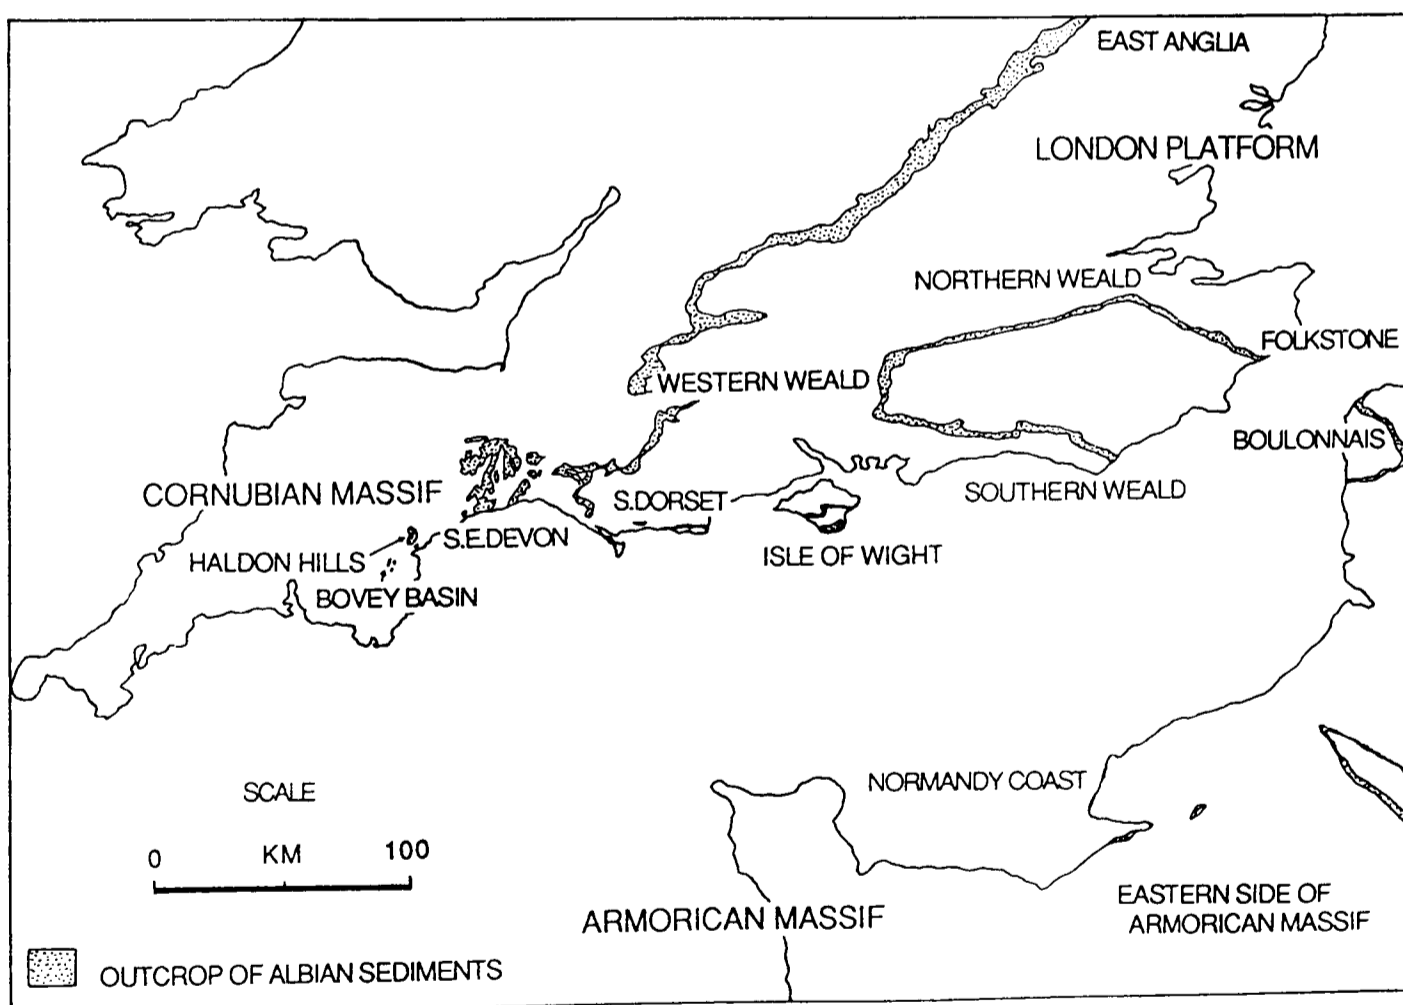 EAST ANGLIA
LONDON PLATFORM
NORTHERN WEALD
FOLKSTONE
WESTERN WEALD
BOULONNAIS
CORNUBIAN MASSIF
SOUTHERN WEALD
S.DORSET
S.E.DEVON
ISLE OF WIGHT
HALDON HILLS
BOVEY BASIN
NORMANDY COAST
SCALE
0 KM 100
EASTERN SIDE OF
ARMORICAN MASSIF
ARMORICAN MASSIF
OUTCROP OF ALBIAN SEDIMENTS